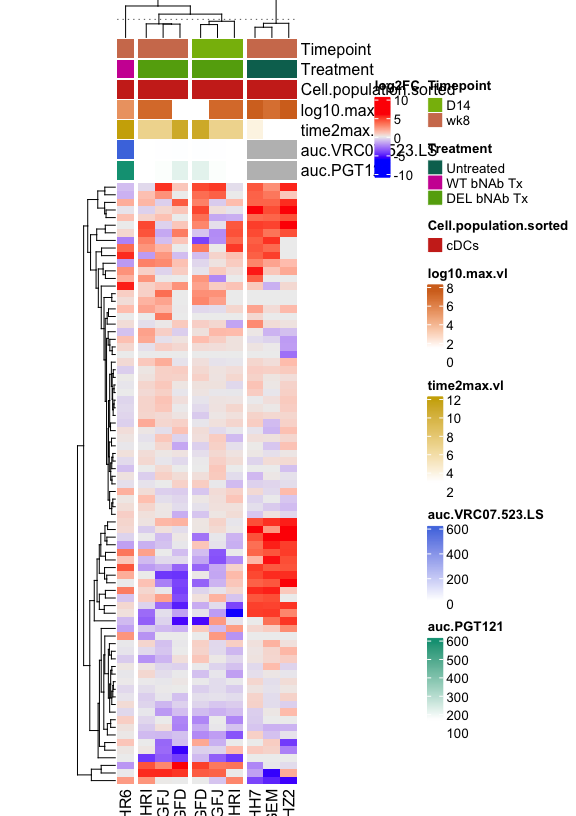 Timepoint
Treatment
Cell.population.sorted
log10.max.
time2max.
auc.VRC07.523.LS
auc.PGT1
log2FC
10
5
0
-5
-10
Timepoint
D14
wk8
Treatment
Untreated
WT bNAb Tx
DEL bNAb Tx
Cell.population.sorted
cDCs
log10.max.vl
8
6
4
2
0
time2max.vl
12
10
8
6
4
2
auc.VRC07.523.LS
600
400
200
0
auc.PGT121
600
500
400
300
200
100
HR6
HRI
GFJ
GFD
GFD
GFJ
HRI
HH7
GEM
HZ2